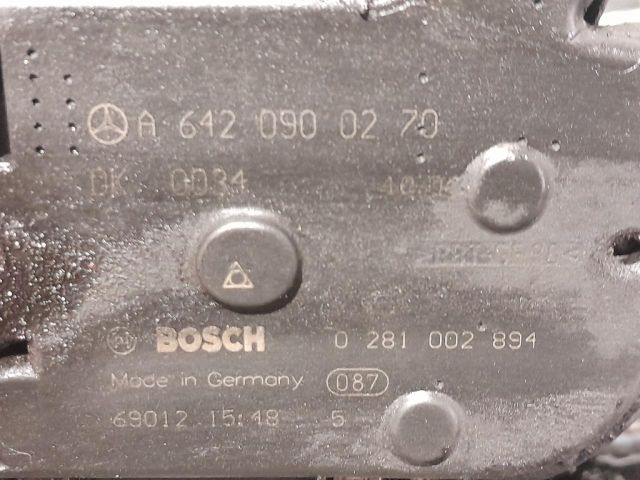 A 642 090 02 70
DK 0034
BOSCH 0 281 002 894
Made in Germany 087
69012 15:48 5